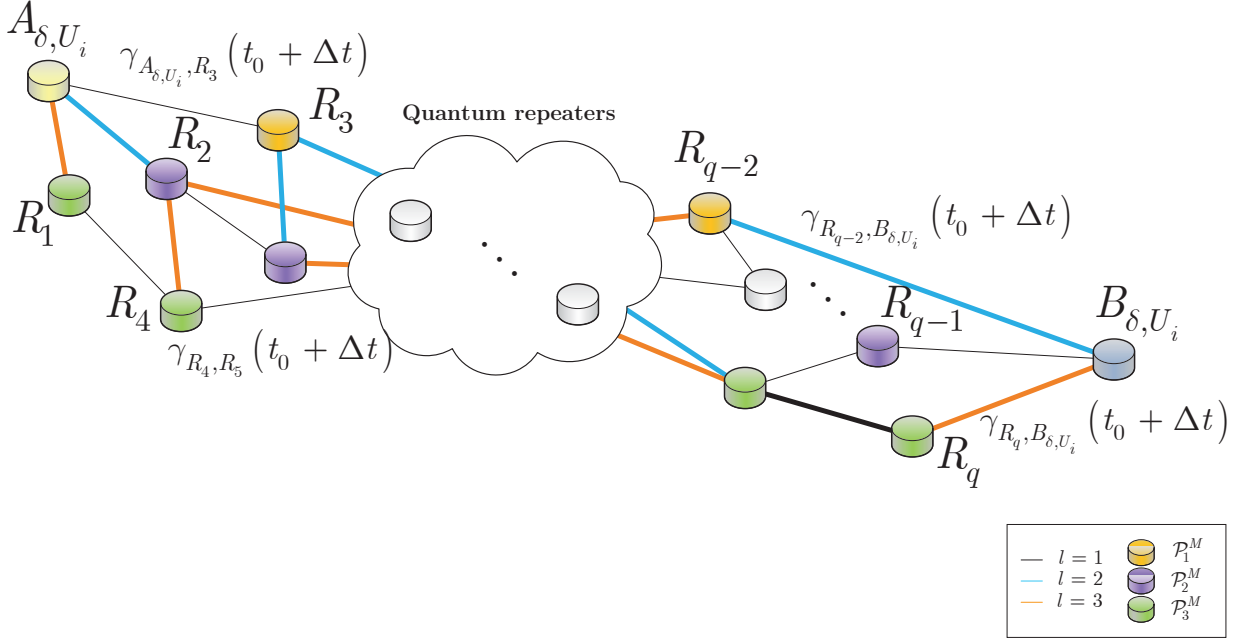 A_{δ,U_i}
γ_{A_{δ,U_i},R_3} (t_0 + Δt)
R_3
Quantum repeaters
R_2
R_{q−2}
R_1
γ_{R_{q−2},B_{δ,U_i}} (t_0 + Δt)
R_4
R_{q−1}
B_{δ,U_i}
γ_{R_4,R_5} (t_0 + Δt)
γ_{R_q,B_{δ,U_i}} (t_0 + Δt)
R_q
l = 1 𝒫_1^M
l = 2 𝒫_2^M
l = 3 𝒫_3^M